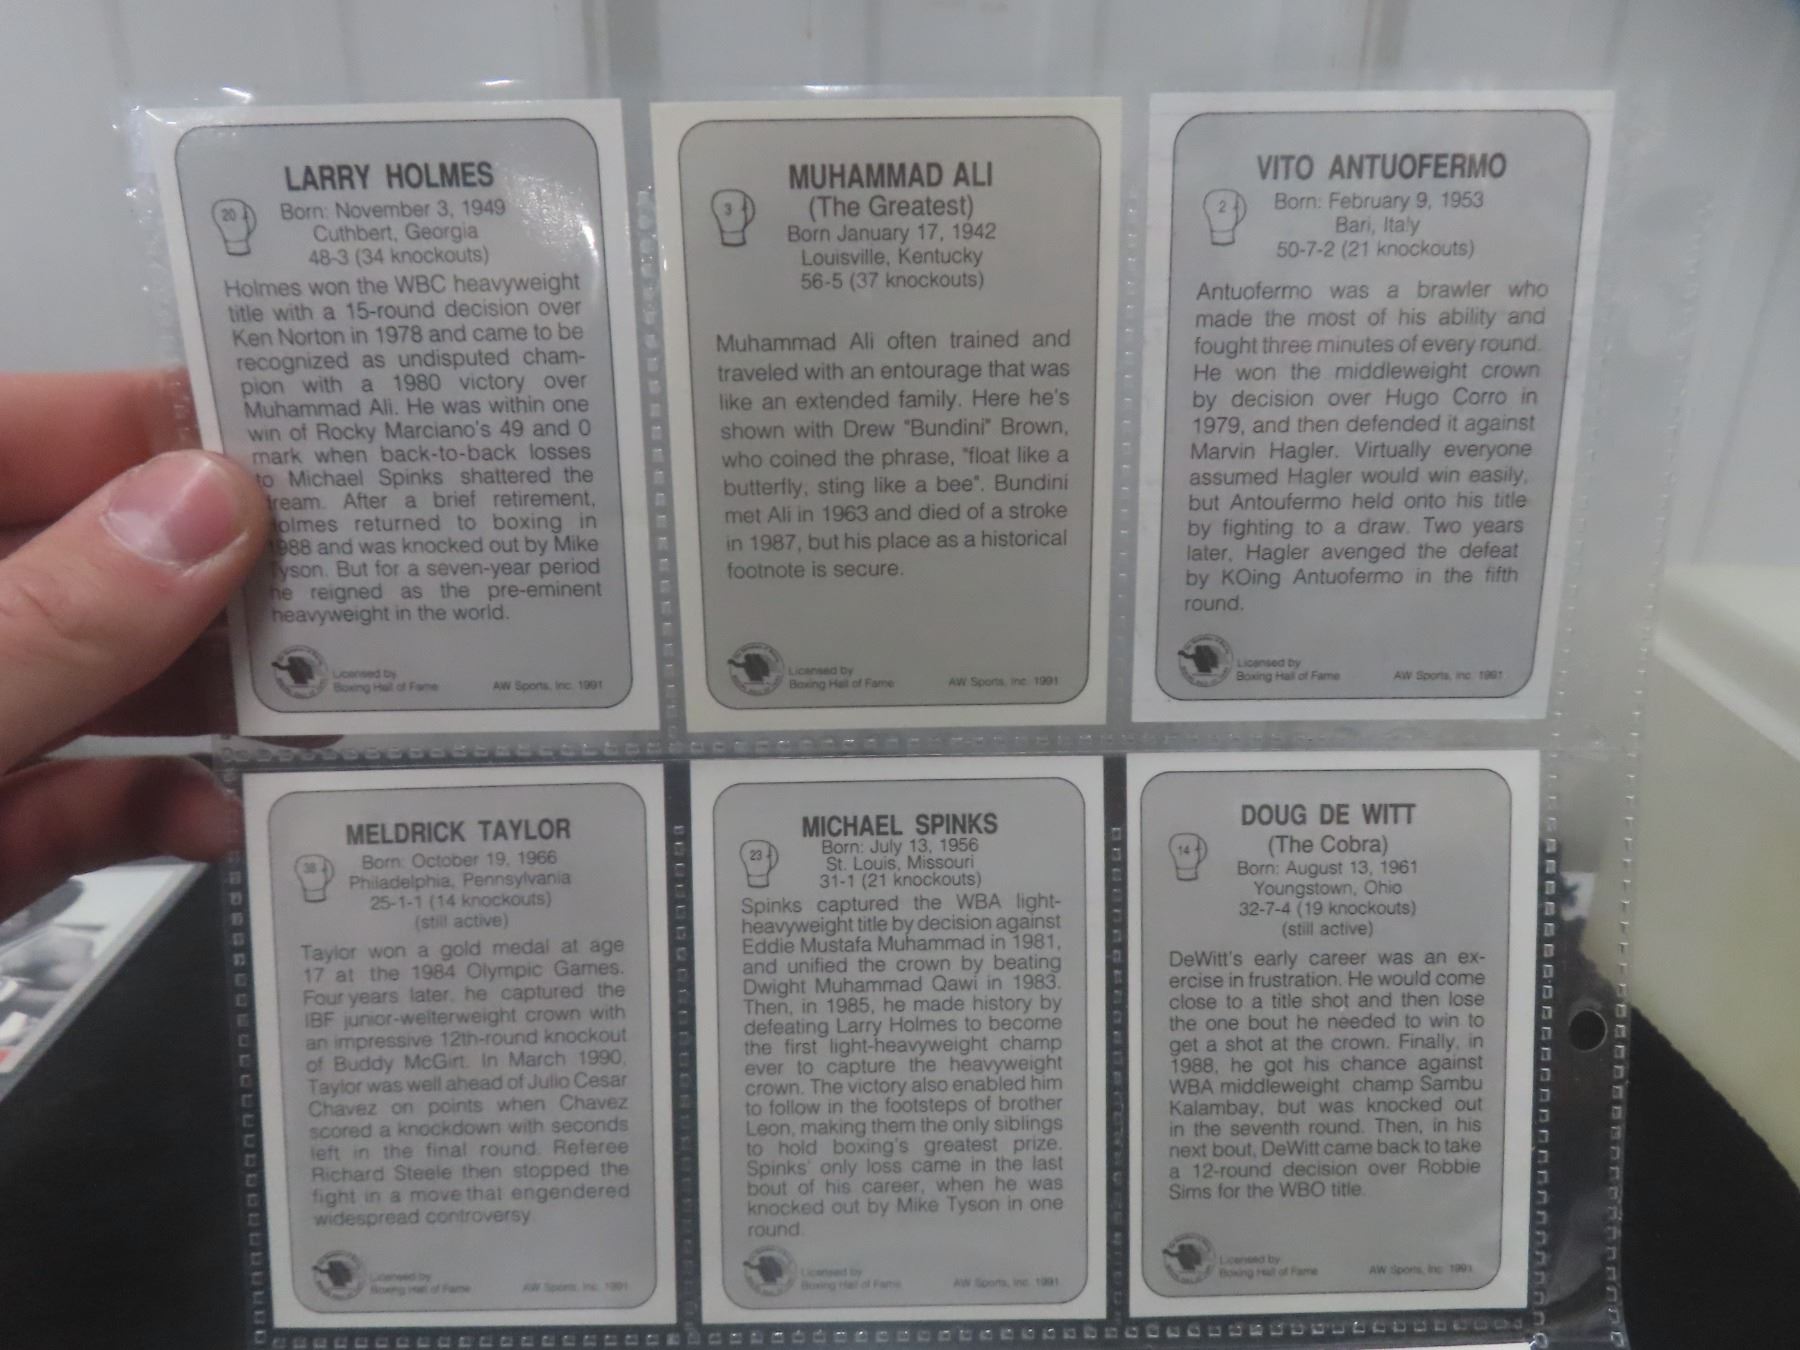 LARRY HOLMES
20
Born: November 3, 1949
Cuthbert, Georgia
48-3 (34 knockouts)
Holmes won the WBC heavyweight
title with a 15-round decision over
Ken Norton in 1978 and came to be
recognized as undisputed cham-
pion with a 1980 victory over
Muhammad Ali. He was within one
win of Rocky Marciano's 49 and 0
mark when back-to-back losses
to Michael Spinks shattered the
ream. After a brief retirement,
olmes returned to boxing in
988 and was knocked out by Mike
Tyson. But for a seven-year period
he reigned as the pre-eminent
heavyweight in the world.
Licensed by
Boxing Hall of Fame
AW Sports, Inc. 1991
MUHAMMAD ALI
3
(The Greatest)
Born January 17, 1942
Louisville, Kentucky
56-5 (37 knockouts)
Muhammad Ali often trained and
traveled with an entourage that was
like an extended family. Here he's
shown with Drew "Bundini" Brown,
who coined the phrase, "float like a
butterfly, sting like a bee". Bundini
met Ali in 1963 and died of a stroke
in 1987, but his place as a historical
footnote is secure.
Licensed by
Boxing Hall of Fame
AW Sports, Inc. 1991
VITO ANTUOFERMO
2
Born: February 9, 1953
Bari, Italy
50-7-2 (21 knockouts)
Antuofermo was a brawler who
made the most of his ability and
fought three minutes of every round.
He won the middleweight crown
by decision over Hugo Corro in
1979, and then defended it against
Marvin Hagler. Virtually everyone
assumed Hagler would win easily,
but Antoufermo held onto his title
by fighting to a draw. Two years
later, Hagler avenged the defeat
by KOing Antuofermo in the fifth
round.
Licensed by
Boxing Hall of Fame
AW Sports, Inc. 1991
MELDRICK TAYLOR
38
Born: October 19, 1966
Philadelphia, Pennsylvania
25-1-1 (14 knockouts)
(still active)
Taylor won a gold medal at age
17 at the 1984 Olympic Games.
Four years later, he captured the
IBF junior-welterweight crown with
an impressive 12th-round knockout
of Buddy McGirt. In March 1990,
Taylor was well ahead of Julio Cesar
Chavez on points when Chavez
scored a knockdown with seconds
left in the final round. Referee
Richard Steele then stopped the
fight in a move that engendered
widespread controversy.
Licensed by
Boxing Hall of Fame
AW Sports, Inc. 1991
MICHAEL SPINKS
23
Born: July 13, 1956
St. Louis, Missouri
31-1 (21 knockouts)
Spinks captured the WBA light-
heavyweight title by decision against
Eddie Mustafa Muhammad in 1981,
and unified the crown by beating
Dwight Muhammad Qawi in 1983.
Then, in 1985, he made history by
defeating Larry Holmes to become
the first light-heavyweight champ
ever to capture the heavyweight
crown. The victory also enabled him
to follow in the footsteps of brother
Leon, making them the only siblings
to hold boxing's greatest prize.
Spinks' only loss came in the last
bout of his career, when he was
knocked out by Mike Tyson in one
round.
Licensed by
Boxing Hall of Fame
AW Sports, Inc. 1991
DOUG DE WITT
14
(The Cobra)
Born: August 13, 1961
Youngstown, Ohio
32-7-4 (19 knockouts)
(still active)
DeWitt's early career was an ex-
ercise in frustration. He would come
close to a title shot and then lose
the one bout he needed to win to
get a shot at the crown. Finally, in
1988, he got his chance against
WBA middleweight champ Sambu
Kalambay, but was knocked out
in the seventh round. Then, in his
next bout, DeWitt came back to take
a 12-round decision over Robbie
Sims for the WBO title.
Licensed by
Boxing Hall of Fame
AW Sports, Inc. 1991